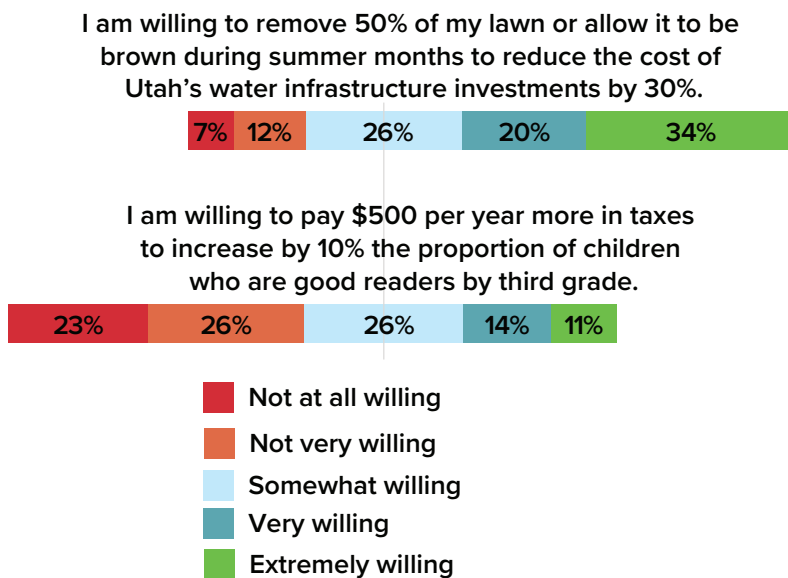 I am willing to remove 50% of my lawn or allow it to be
brown during summer months to reduce the cost of
Utah's water infrastructure investments by 30%.
7% 12% 26% 20% 34%
I am willing to pay $500 per year more in taxes
to increase by 10% the proportion of children
who are good readers by third grade.
23% 26% 26% 14% 11%
Not at all willing
Not very willing
Somewhat willing
Very willing
Extremely willing